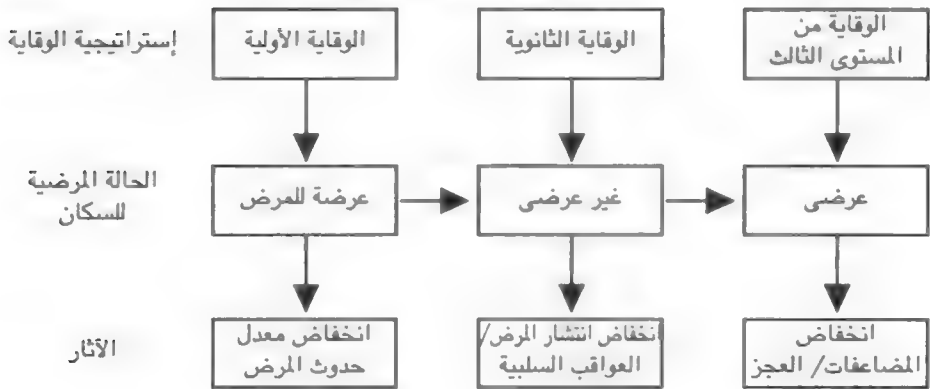 إستراتيجية الوقاية
الوقاية الأولية
الوقاية الثانوية
الوقاية من
المستوى الثالث
الحالة المرضية
للسكان
عرضة للمرض
غير عرضى
عرضى
الآثار
انخفاض معدل
حدوث المرض
انخفاض انتشار المرض/
العواقب السلبية
انخفاض
المضاعفات/ العجز